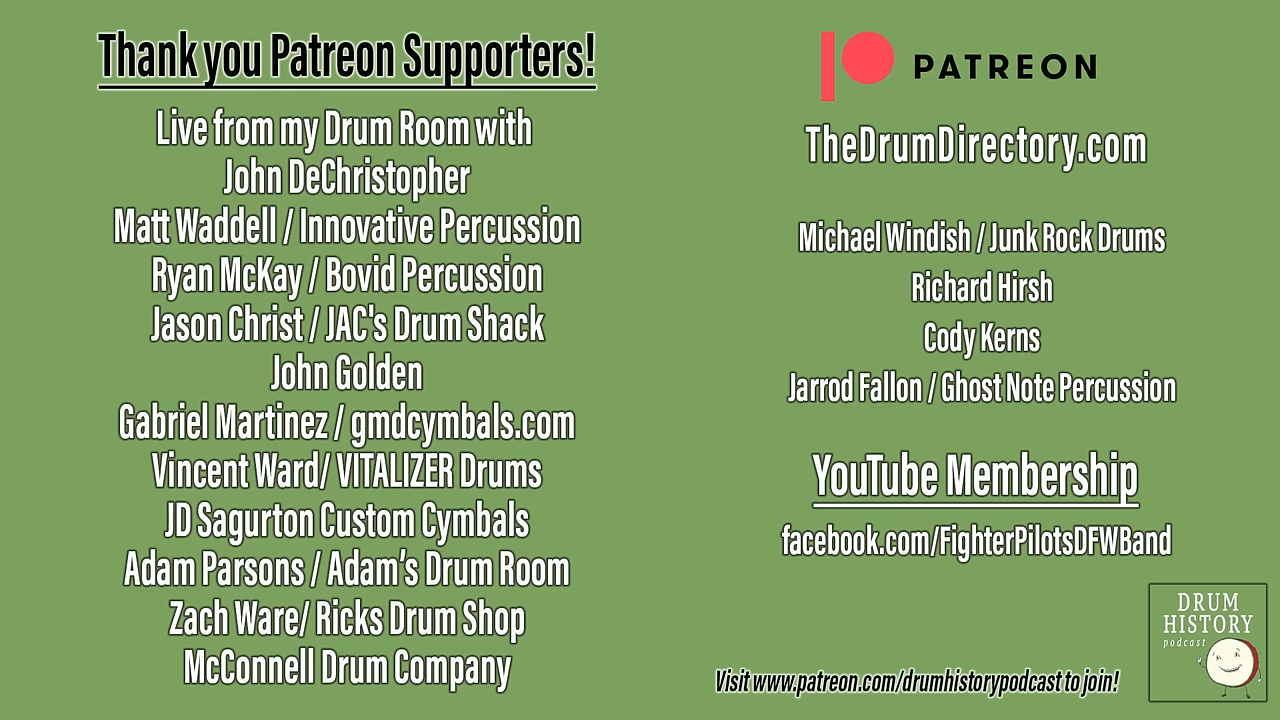 Thank you Patreon Supporters!
Live from my Drum Room with
John DeChristopher
Matt Waddell / Innovative Percussion
Ryan McKay / Bovid Percussion
Jason Christ / JAC's Drum Shack
John Golden
Gabriel Martinez / gmdcymbals.com
Vincent Ward/ VITALIZER Drums
JD Sagurton Custom Cymbals
Adam Parsons / Adam’s Drum Room
Zach Ware/ Ricks Drum Shop
McConnell Drum Company
PATREON
TheDrumDirectory.com
Michael Windish / Junk Rock Drums
Richard Hirsh
Cody Kerns
Jarrod Fallon / Ghost Note Percussion
YouTube Membership
facebook.com/FighterPilotsDFWBand
DRUM
HISTORY
podcast
Visit www.patreon.com/drumhistorypodcast to join!